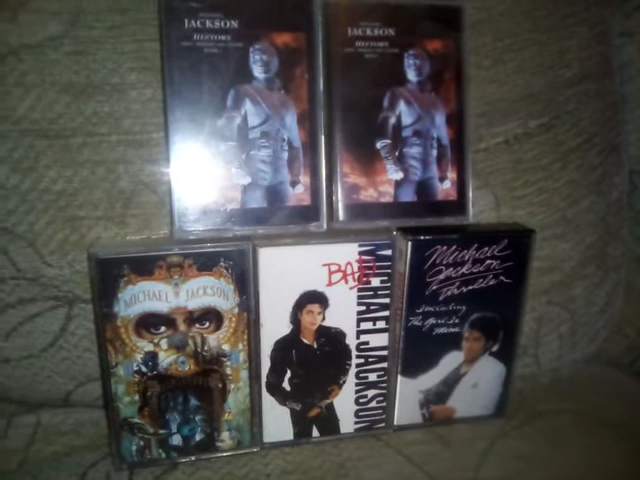 JACKSON
HISTORY
JACKSON
HISTORY
MICHAEL JACKSON
BAD
MICHAEL JACKSON
Michael
Jackson
Thriller
including
The Girl Is
Mine